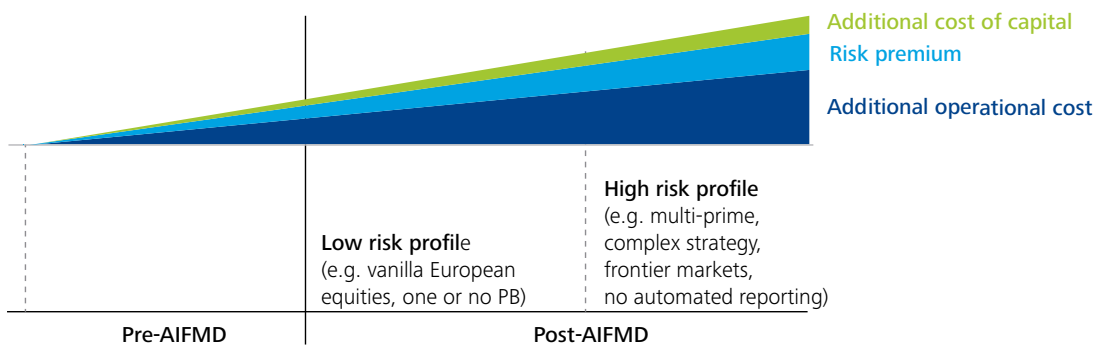 Additional cost of capital
Risk premium
Additional operational cost
High risk profile
(e.g. multi-prime,
complex strategy,
frontier markets,
no automated reporting)
Low risk profile
(e.g. vanilla European
equities, one or no PB)
Pre-AIFMD
Post-AIFMD